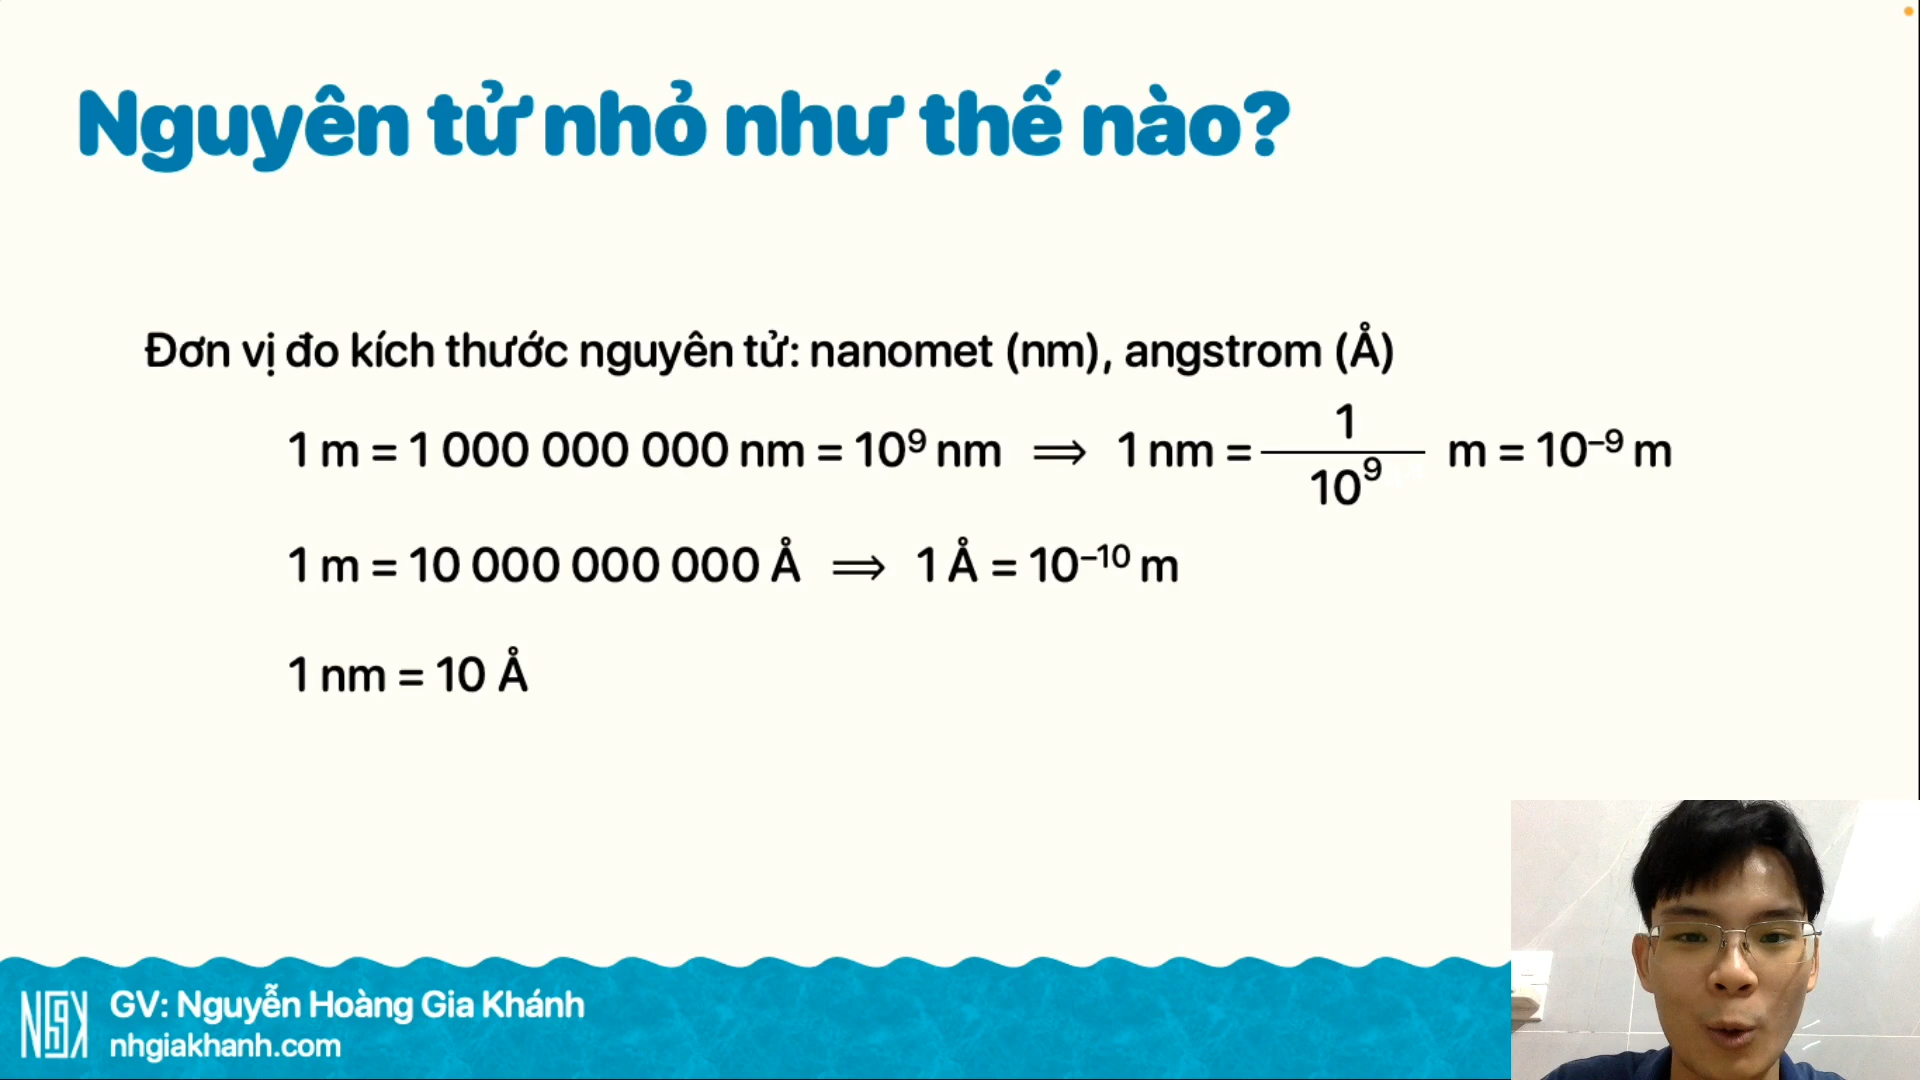 Nguyên tử nhỏ như thế nào?
Đơn vị đo kích thước nguyên tử: nanomet (nm), angstrom (Å)
1 m = 1 000 000 000 nm = 10⁹ nm ⟹ 1 nm = 1/10⁹ m = 10⁻⁹ m
1 m = 10 000 000 000 Å ⟹ 1 Å = 10⁻¹⁰ m
1 nm = 10 Å
NGK
GV: Nguyễn Hoàng Gia Khánh
nhgiakhanh.com